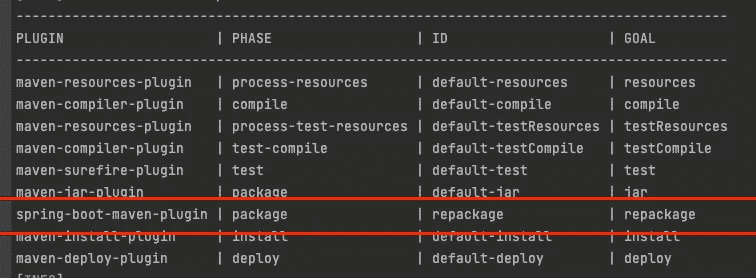 PLUGIN | PHASE | ID | GOAL
maven-resources-plugin | process-resources | default-resources | resources
maven-compiler-plugin | compile | default-compile | compile
maven-resources-plugin | process-test-resources | default-testResources | testResources
maven-compiler-plugin | test-compile | default-testCompile | testCompile
maven-surefire-plugin | test | default-test | test
maven-jar-plugin | package | default-jar | jar
spring-boot-maven-plugin | package | repackage | repackage
maven-install-plugin | install | default-install | install
maven-deploy-plugin | deploy | default-deploy | deploy